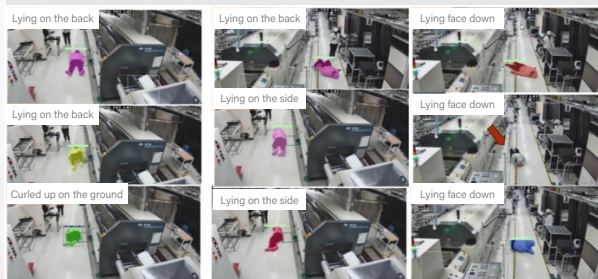 Lying on the back
Lying on the back
Lying face down
Lying on the back
Lying on the side
Lying face down
Curled up on the ground
Lying on the side
Lying face down